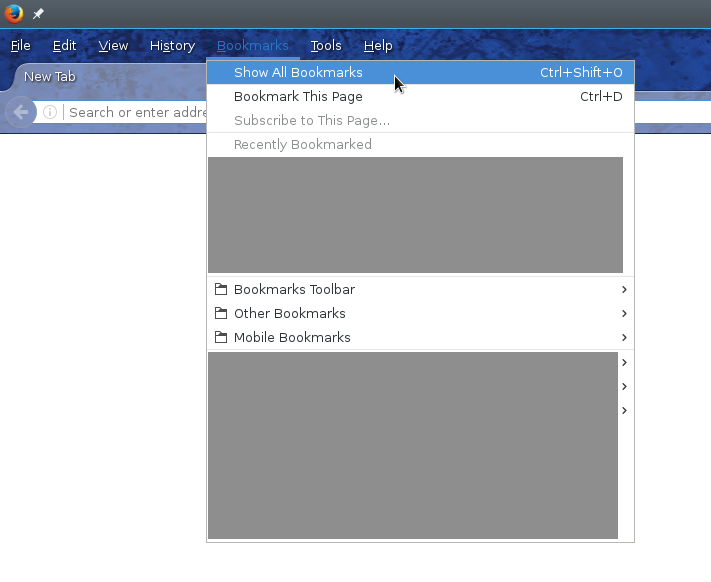 File Edit View History Bookmarks Tools Help
New Tab
Search or enter addre
Show All Bookmarks Ctrl+Shift+O
Bookmark This Page Ctrl+D
Subscribe to This Page...
Recently Bookmarked
Bookmarks Toolbar
Other Bookmarks
Mobile Bookmarks